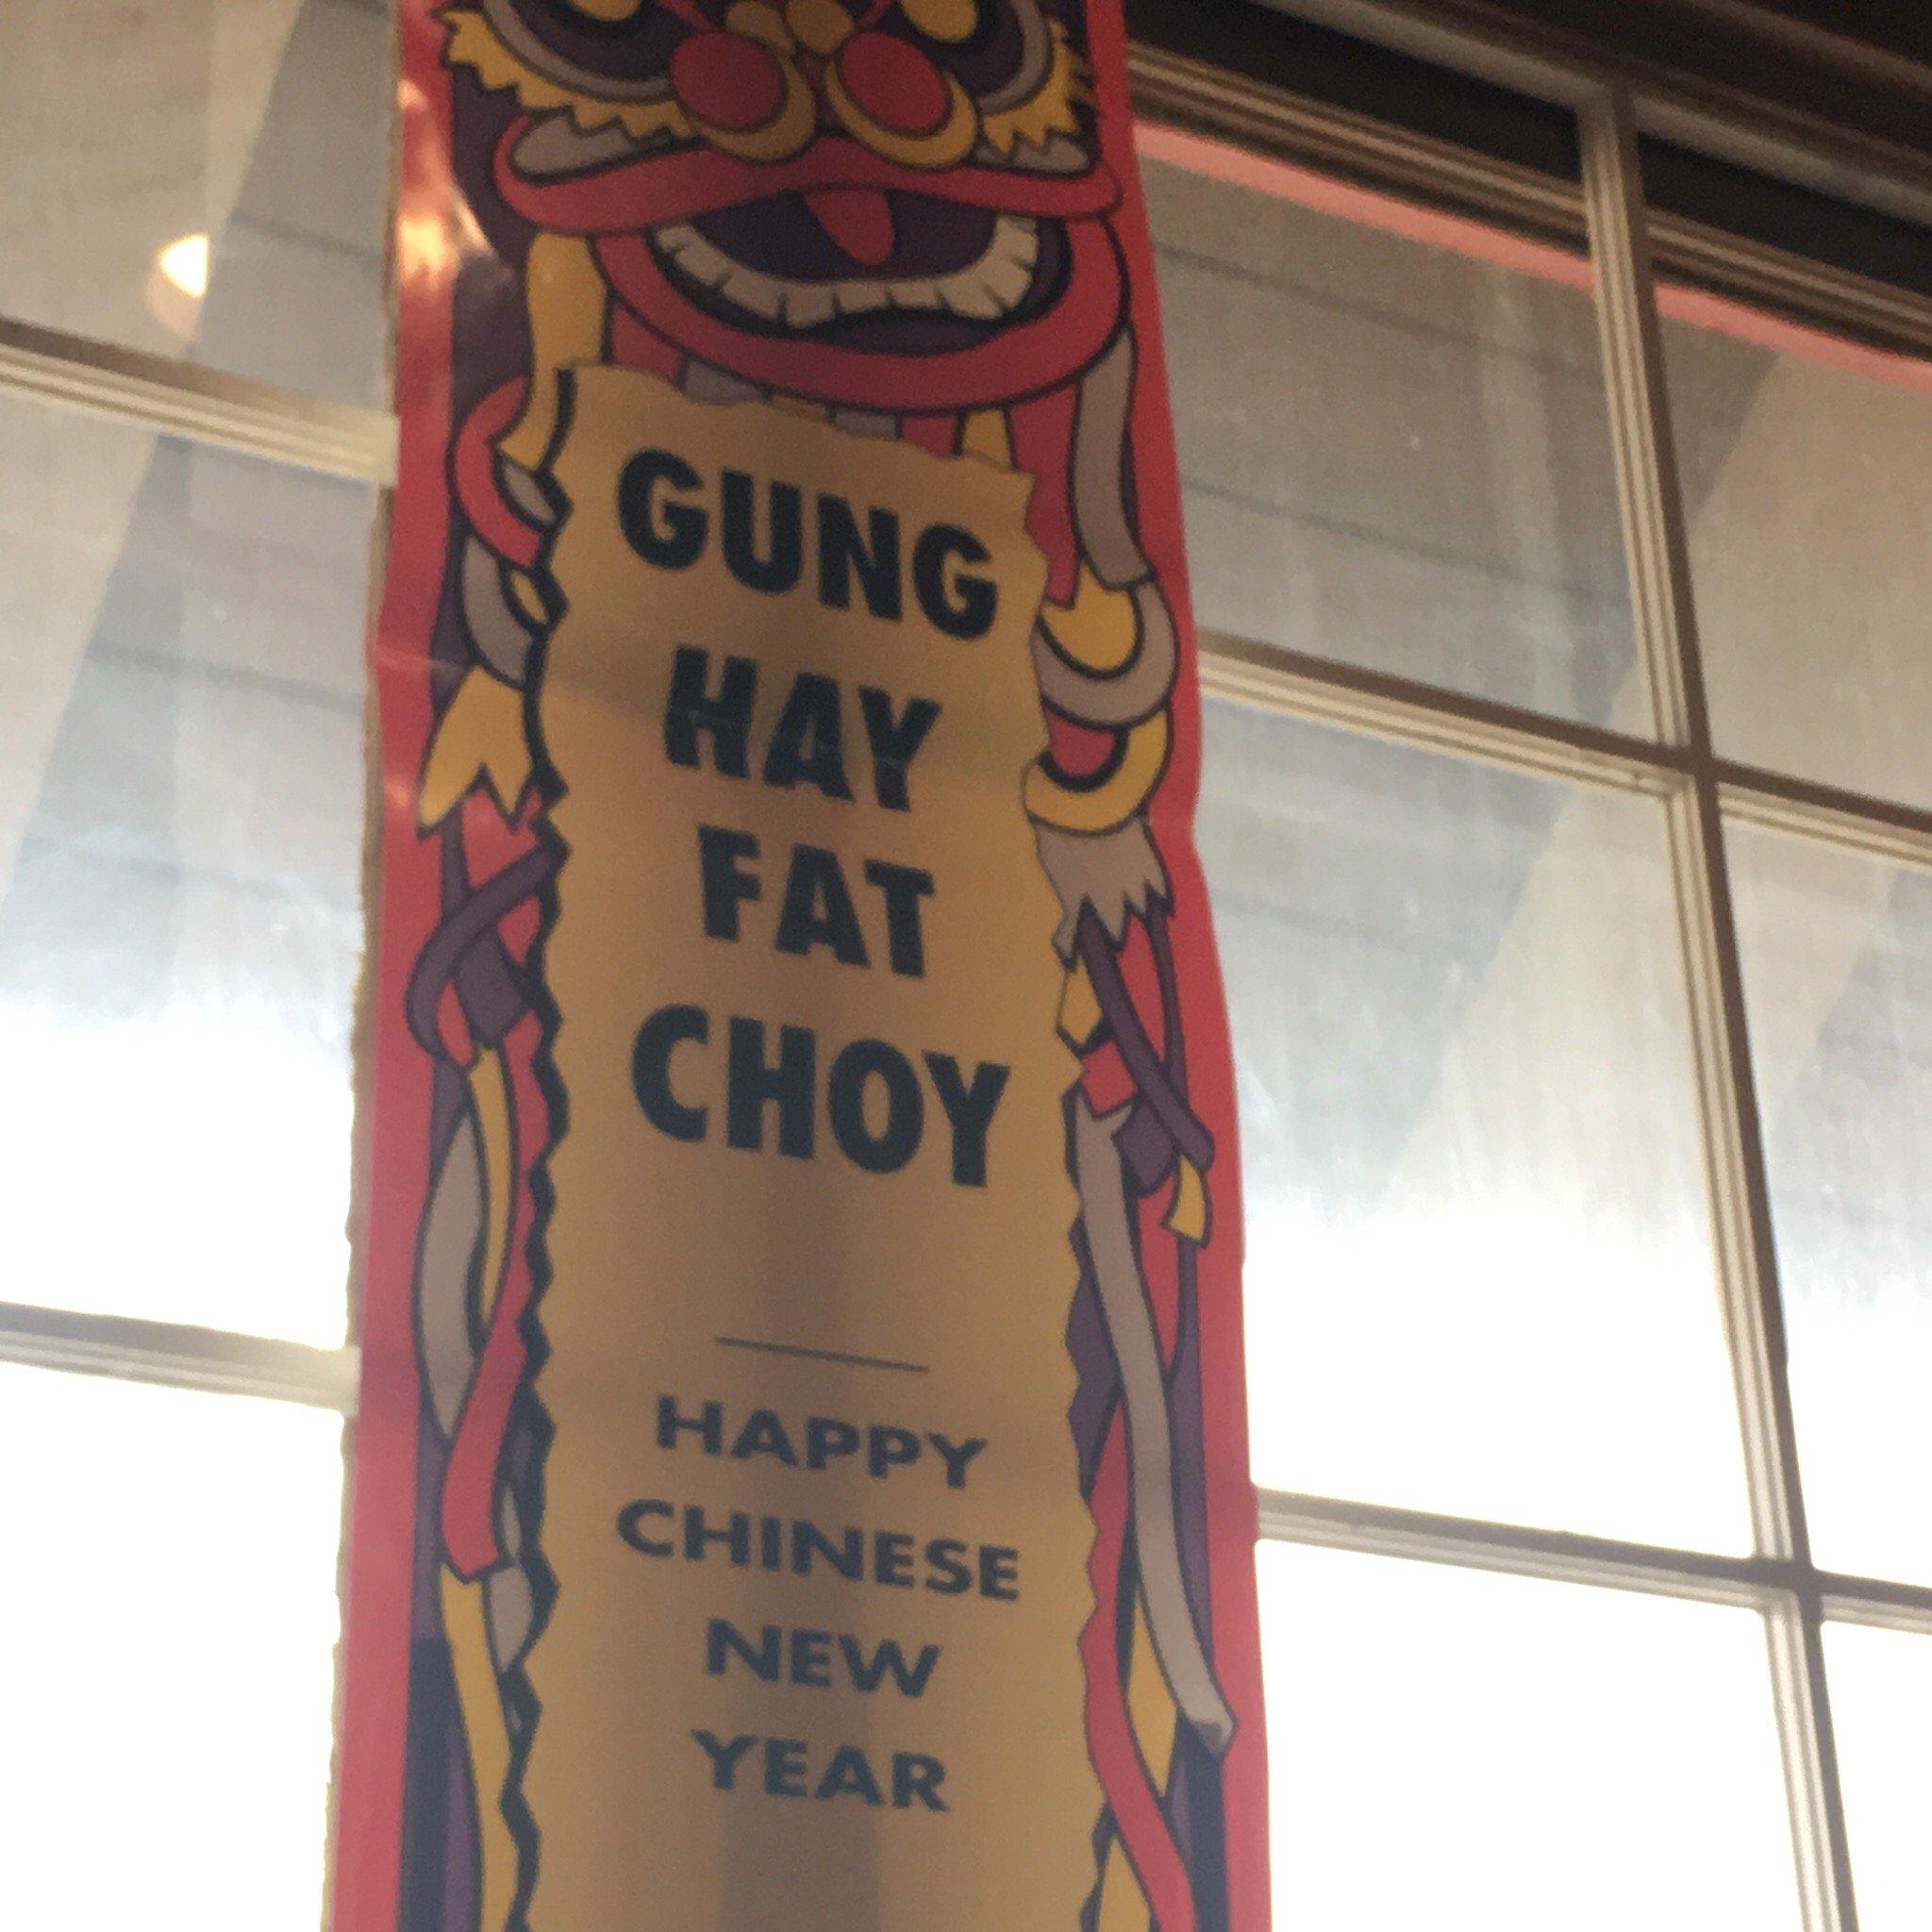 GUNG
HAY
FAT
CHOY
HAPPY
CHINESE
NEW
YEAR